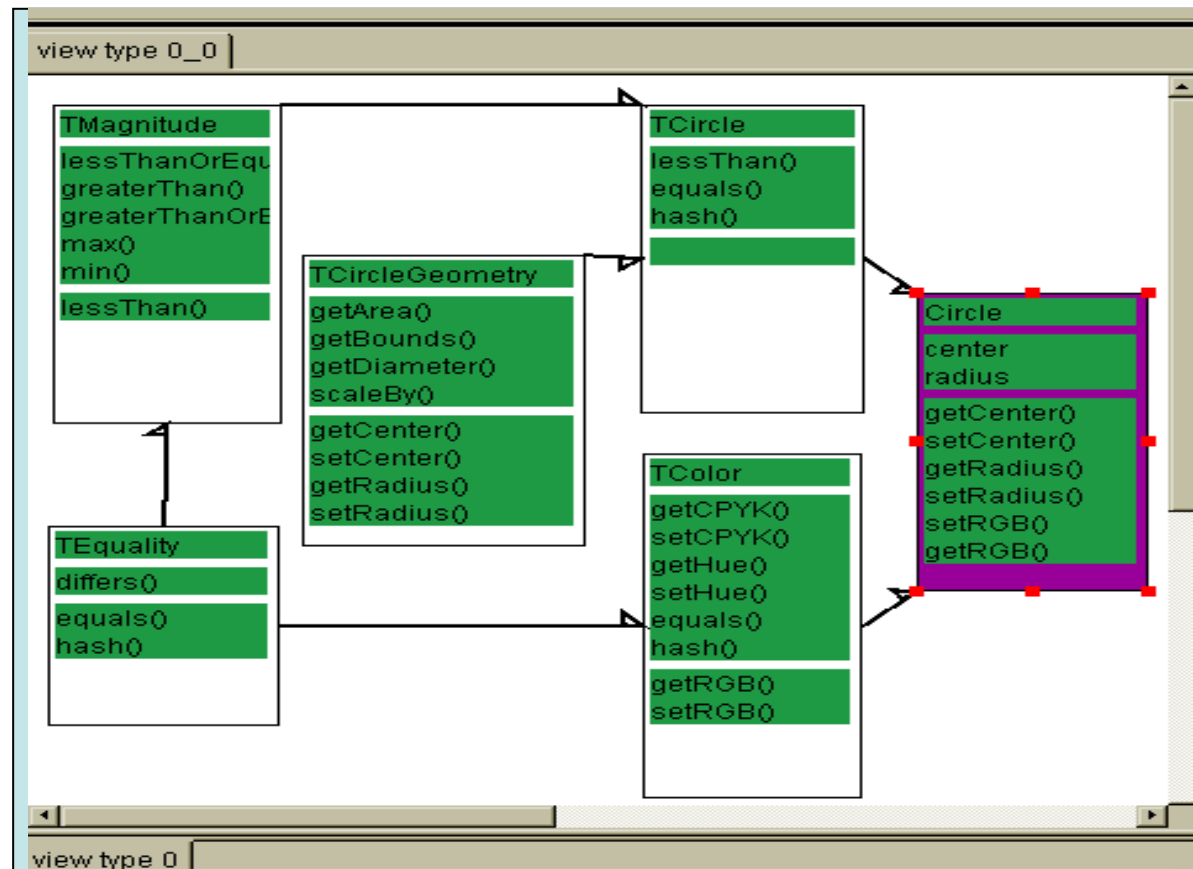 view type 0_0
TMagnitude
lessThanOrEqu
greaterThan()
greaterThanOrE
max()
min()
lessThan()
TCircleGeometry
getArea()
getBounds()
getDiameter()
scaleBy()
getCenter()
setCenter()
getRadius()
setRadius()
TCircle
lessThan()
equals()
hash()
Circle
center
radius
getCenter()
setCenter()
getRadius()
setRadius()
setRGB()
getRGB()
TEquality
differs()
equals()
hash()
TColor
getCPYK()
setCPYK()
getHue()
setHue()
equals()
hash()
getRGB()
setRGB()
view type 0